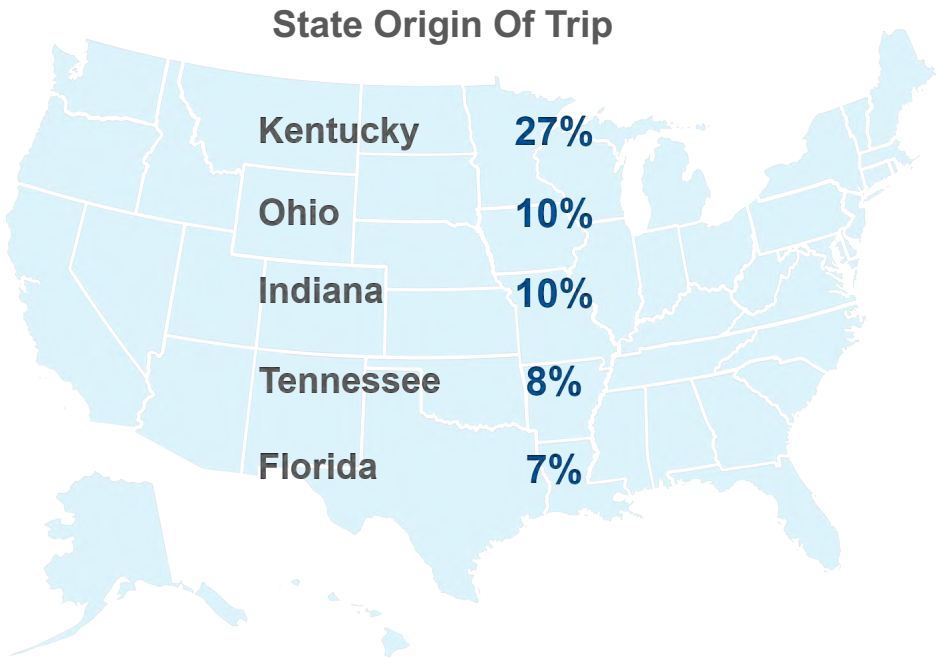 State Origin Of Trip
Kentucky 27%
Ohio 10%
Indiana 10%
Tennessee 8%
Florida 7%